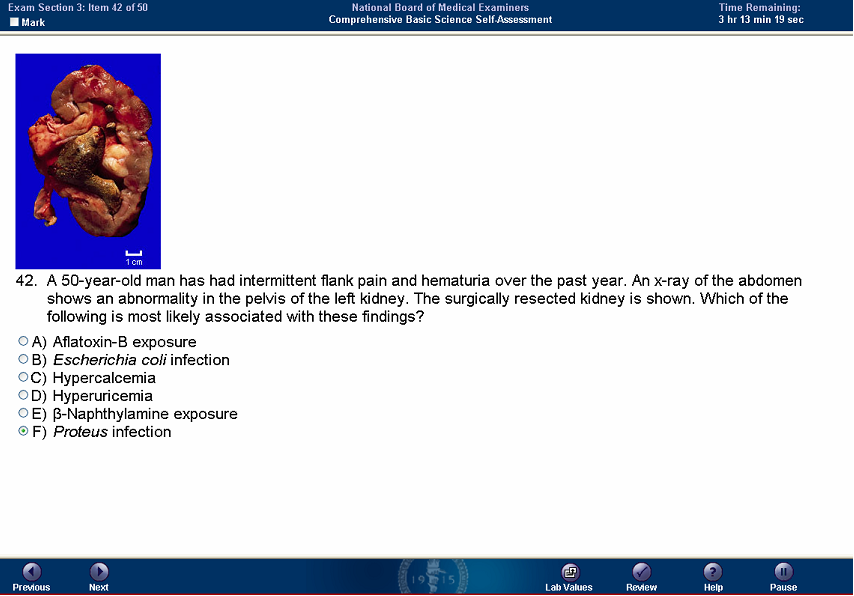 Exam Section 3: Item 42 of 50
National Board of Medical Examiners
Time Remaining:
Mark
Comprehensive Basic Science Self-Assessment
3 hr 13 min 19 sec
1 cm
42. A 50-year-old man has had intermittent flank pain and hematuria over the past year. An x-ray of the abdomen
shows an abnormality in the pelvis of the left kidney. The surgically resected kidney is shown. Which of the
following is most likely associated with these findings?
A) Aflatoxin-B exposure
B) Escherichia coli infection
C) Hypercalcemia
D) Hyperuricemia
E) β-Naphthylamine exposure
F) Proteus infection
19 15
Previous
Next
Lab Values
Review
Help
Pause